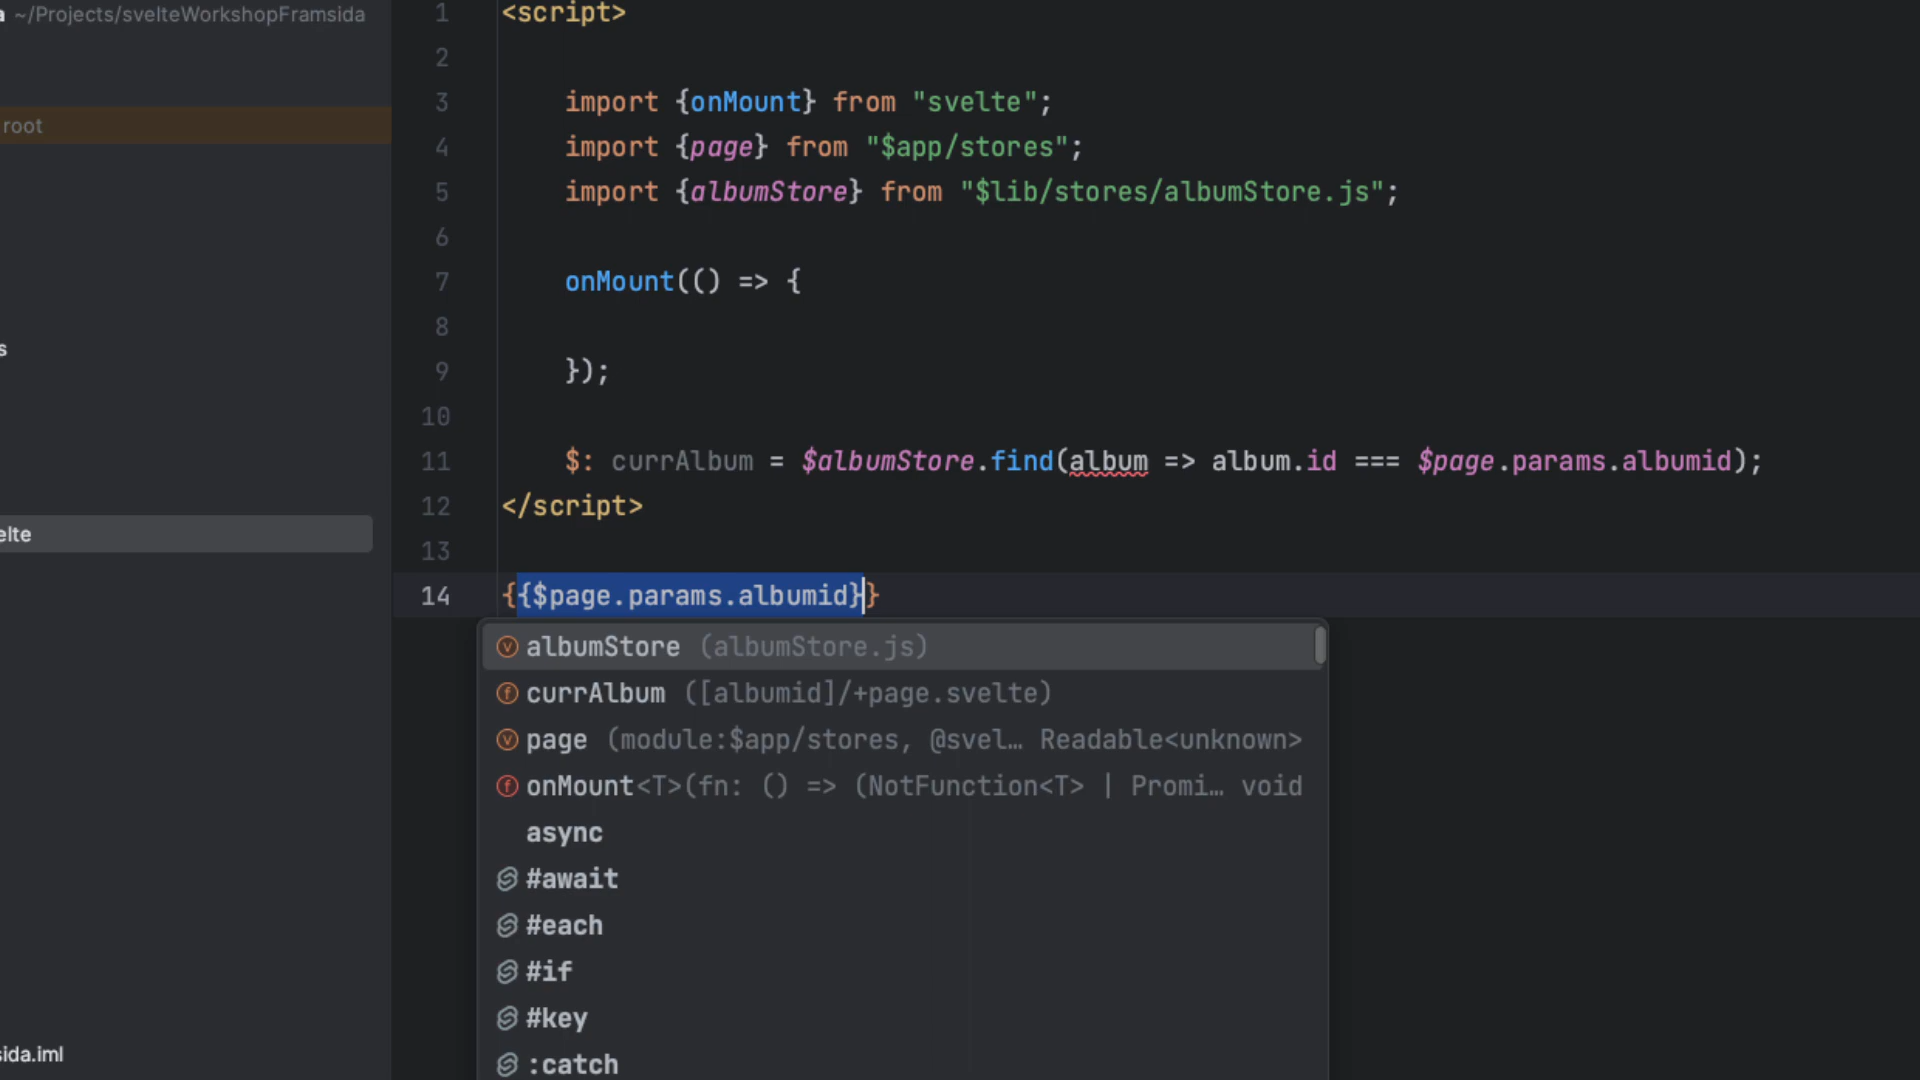 ~/Projects/svelteWorkshopFramsida
root
s
elte
sida.iml
1 <script>
2
3 import {onMount} from "svelte";
4 import {page} from "$app/stores";
5 import {albumStore} from "$lib/stores/albumStore.js";
6
7 onMount(() => {
8
9 });
10
11 $: currAlbum = $albumStore.find(album => album.id === $page.params.albumid);
12 </script>
13
14 {{$page.params.albumid}}
albumStore (albumStore.js)
currAlbum ([albumid]/+page.svelte)
page (module:$app/stores, @svel… Readable<unknown>
onMount<T>(fn: () => (NotFunction<T> | Promi… void
async
#await
#each
#if
#key
:catch